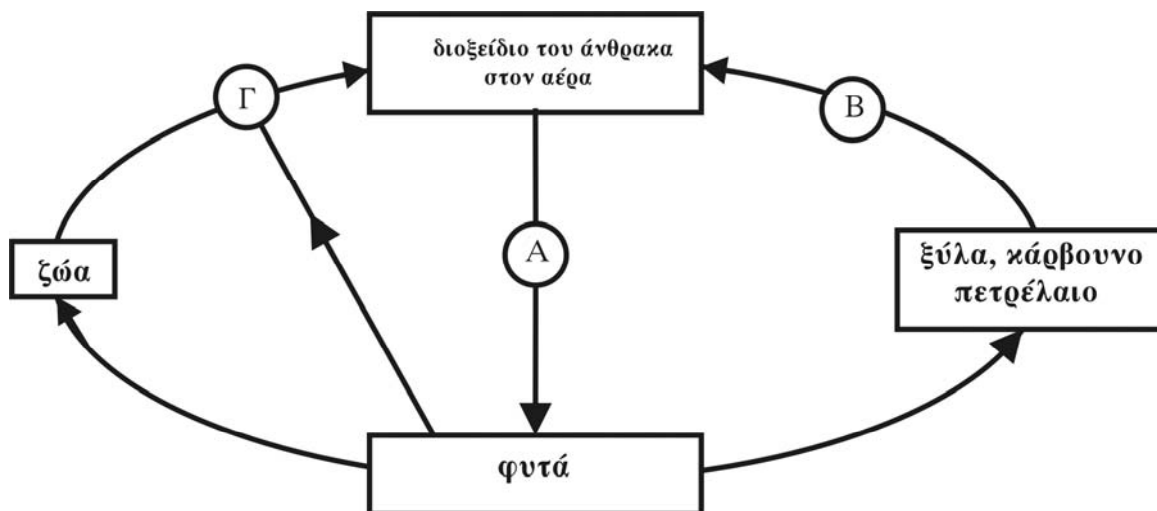 διοξείδιο του άνθρακα
στον αέρα
Γ
Β
Α
ζώα
ξύλα, κάρβουνο
πετρέλαιο
φυτά